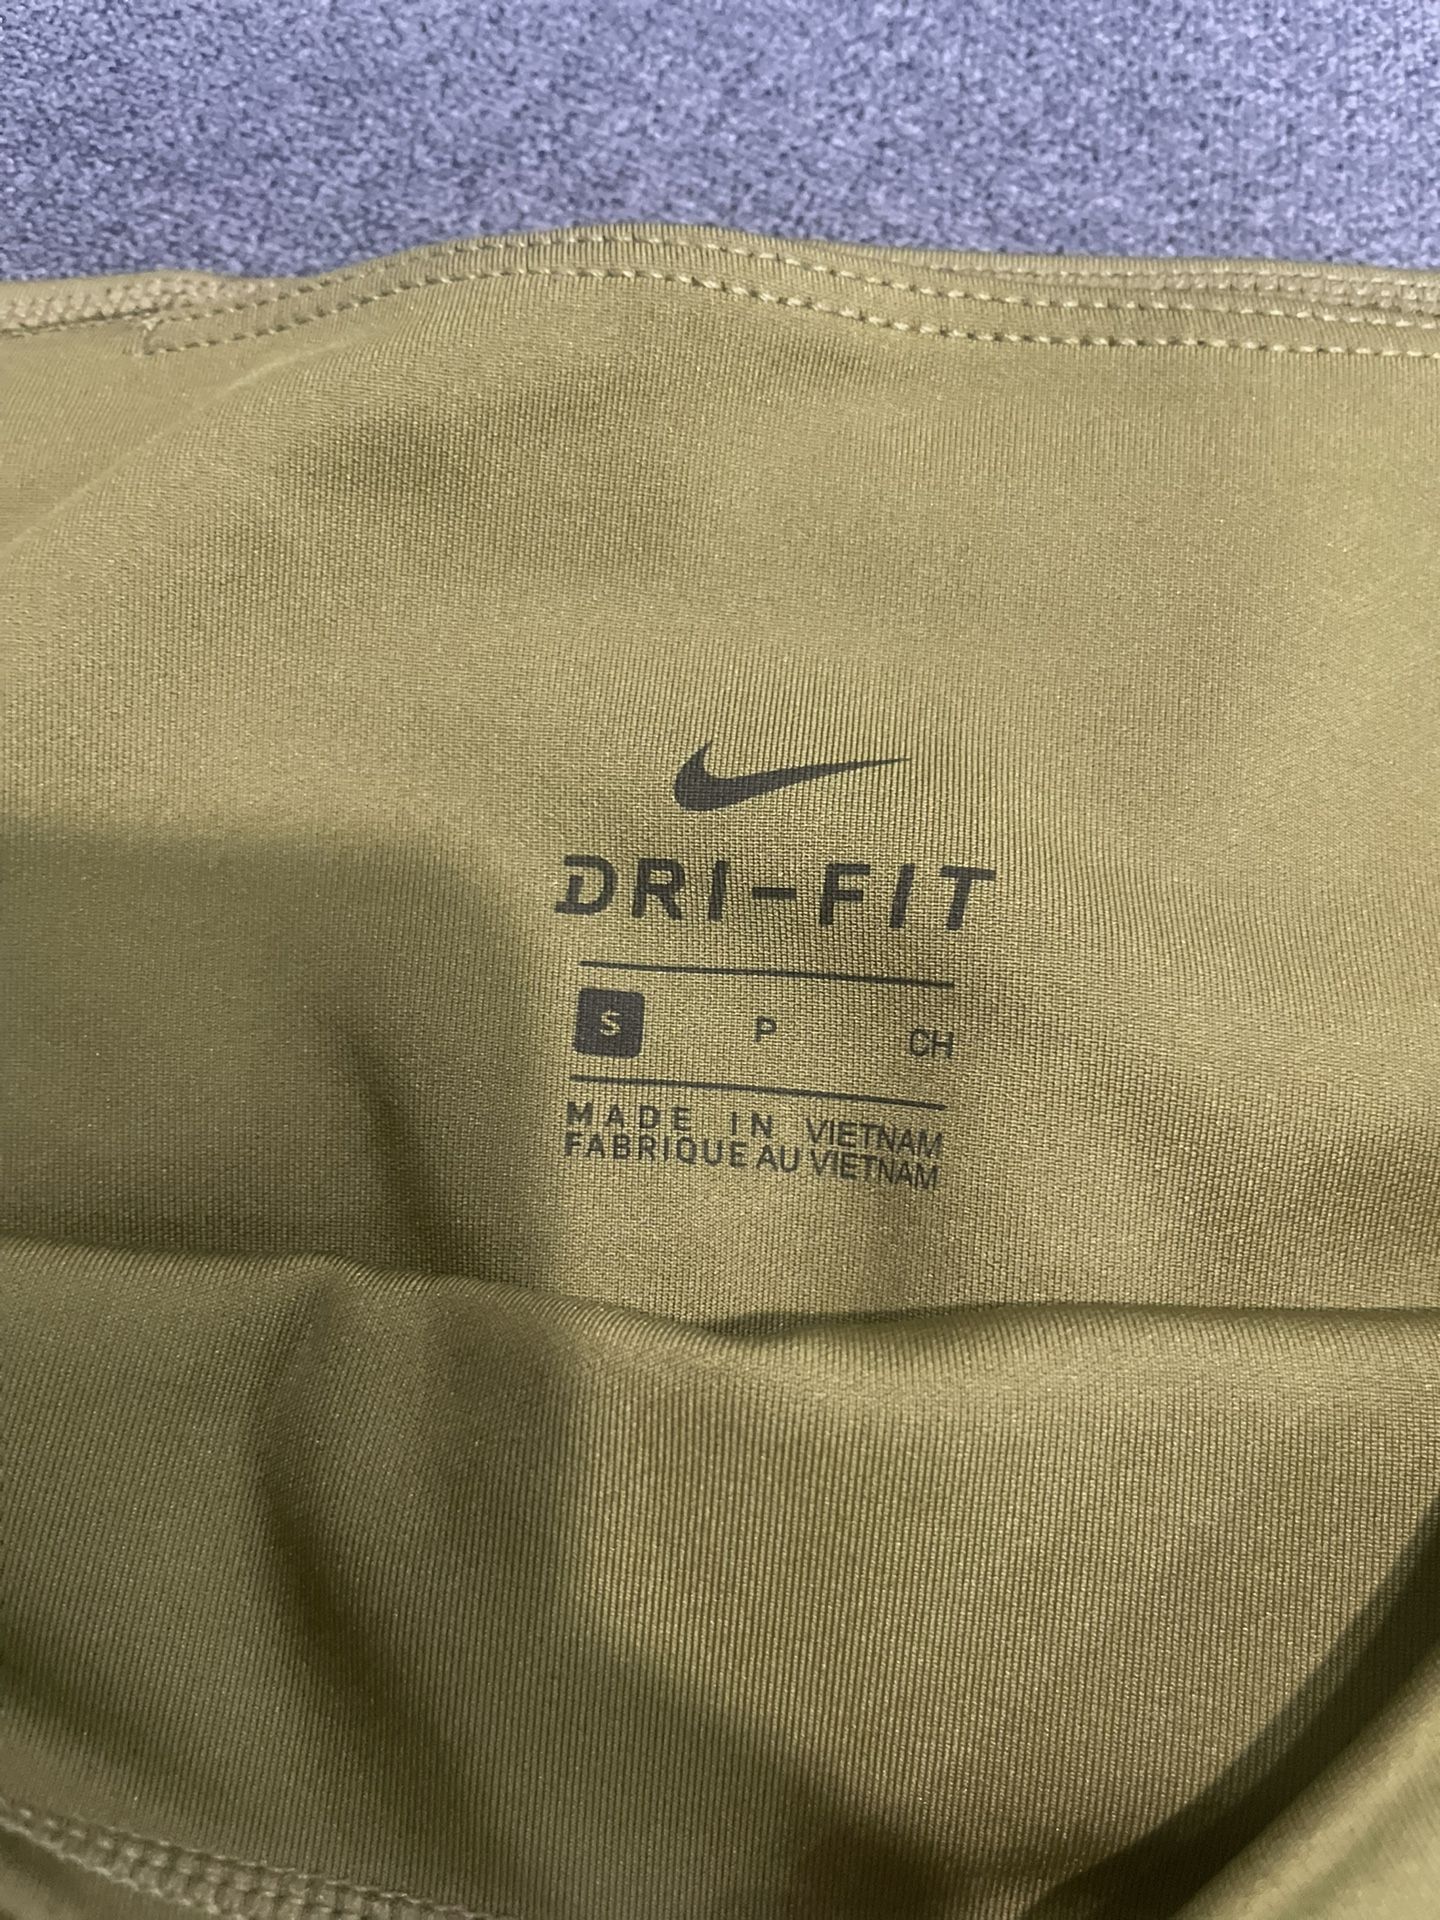 DRI-FIT
S P CH
MADE IN VIETNAM
FABRIQUE AU VIETNAM